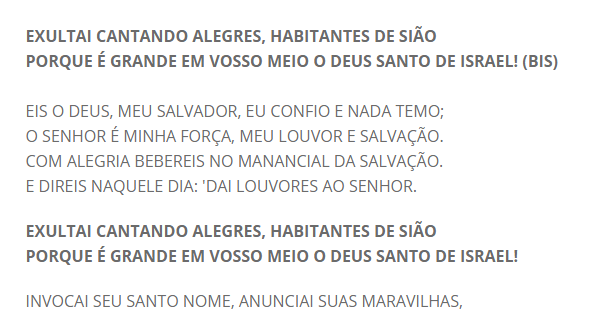 EXULTAI CANTANDO ALEGRES, HABITANTES DE SIÃO
PORQUE É GRANDE EM VOSSO MEIO O DEUS SANTO DE ISRAEL! (BIS)
EIS O DEUS, MEU SALVADOR, EU CONFIO E NADA TEMO;
O SENHOR É MINHA FORÇA, MEU LOUVOR E SALVAÇÃO.
COM ALEGRIA BEBEREIS NO MANANCIAL DA SALVAÇÃO.
E DIREIS NAQUELE DIA: 'DAI LOUVORES AO SENHOR.
EXULTAI CANTANDO ALEGRES, HABITANTES DE SIÃO
PORQUE É GRANDE EM VOSSO MEIO O DEUS SANTO DE ISRAEL!
INVOCAI SEU SANTO NOME, ANUNCIAI SUAS MARAVILHAS,